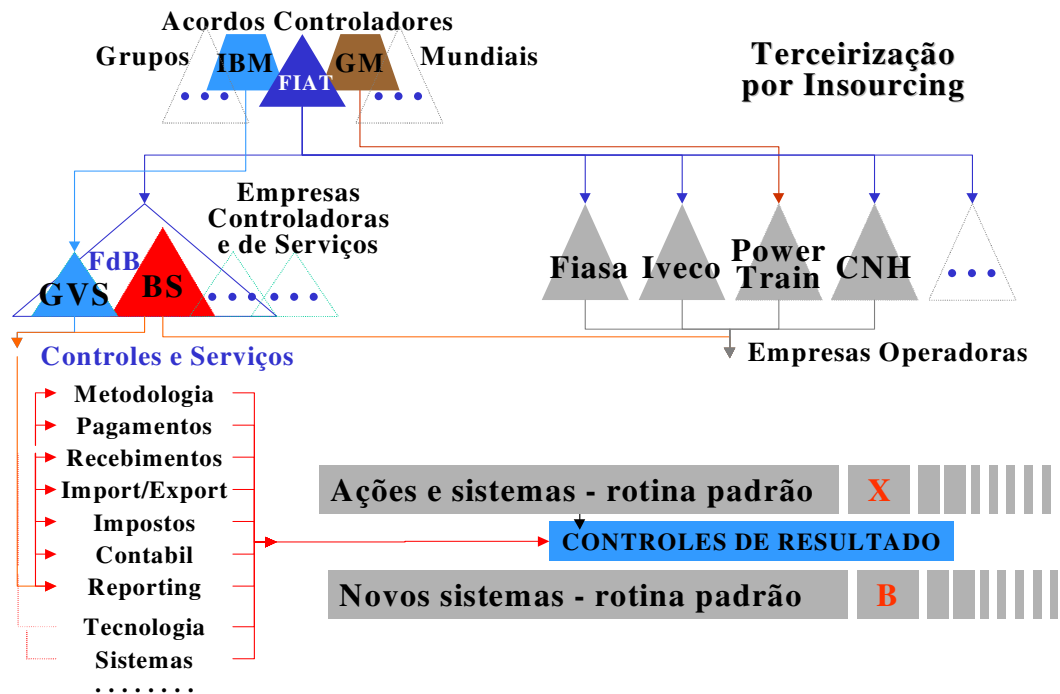 Acordos Controladores
Grupos
IBM
FIAT
GM
Mundiais
Terceirização
por Insourcing
Empresas
Controladoras
e de Serviços
FdB
GVS
BS
Fiasa
Iveco
Power
Train
CNH
Controles e Serviços
Empresas Operadoras
Metodologia
Pagamentos
Recebimentos
Import/Export
Impostos
Contabil
Reporting
Tecnologia
Sistemas
. . . . . . . .
Ações e sistemas - rotina padrão
X
CONTROLES DE RESULTADO
Novos sistemas - rotina padrão
B